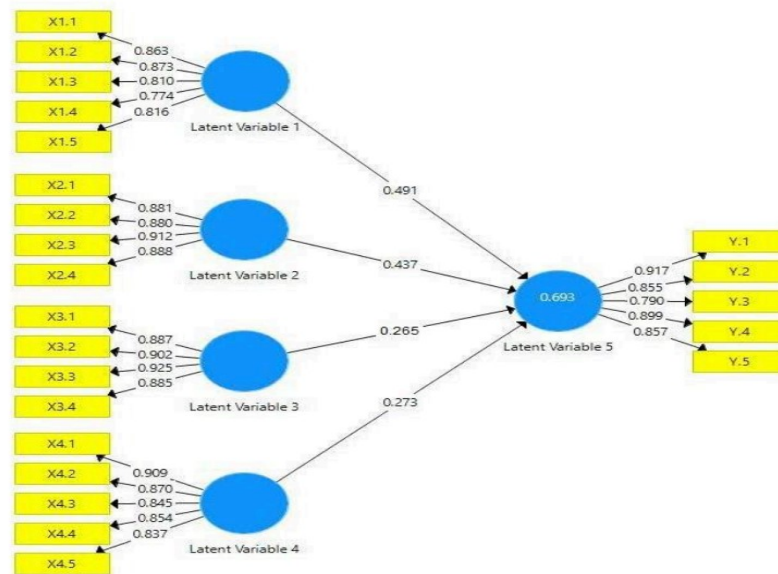 X1.1
X1.2
X1.3
X1.4
X1.5
0.863
0.873
0.810
0.774
0.816
Latent Variable 1
0.491
X2.1
X2.2
X2.3
X2.4
0.881
0.880
0.912
0.888
Latent Variable 2
0.437
X3.1
X3.2
X3.3
X3.4
0.887
0.902
0.925
0.885
Latent Variable 3
0.265
X4.1
X4.2
X4.3
X4.4
X4.5
0.909
0.870
0.845
0.854
0.837
Latent Variable 4
0.273
0.693
Latent Variable 5
0.917
0.855
0.790
0.899
0.857
Y.1
Y.2
Y.3
Y.4
Y.5